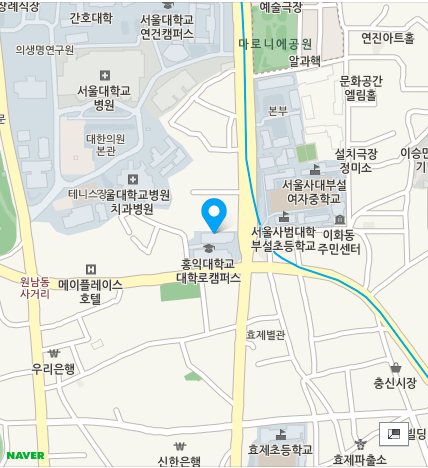 장례식장
간호대학
서울대학교
연건캠퍼스
예술극장
마로니에공원
알과핵
연진아트홀
의생명연구원
서울대학교
병원
문화공간
엘림홀
본부
문
대한의원
본관
설치극장
정미소
이승만
기
테니스장
서울대학교병원
치과병원
서울사대부설
여자중학교
서울사범대학
부설초등학교
이화동
주민센터
홍익대학교
대학로캠퍼스
원남동
사거리
메이플레이스
호텔
효제별관
우리은행
충신시장
빌딩
신한은행
효제초등학교
효제파출소
NAVER